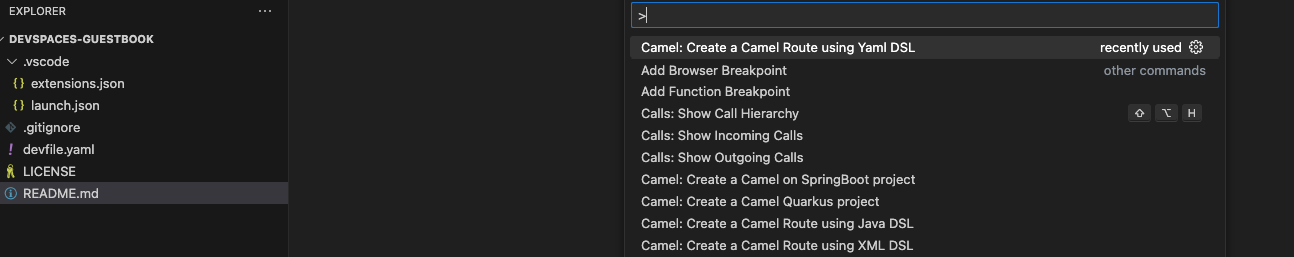 EXPLORER ···
DEVSPACES-GUESTBOOK
.vscode
{} extensions.json
{} launch.json
.gitignore
! devfile.yaml
LICENSE
README.md
>
Camel: Create a Camel Route using Yaml DSL recently used
Add Browser Breakpoint other commands
Add Function Breakpoint
Calls: Show Call Hierarchy ⇧ ⌥ H
Calls: Show Incoming Calls
Calls: Show Outgoing Calls
Camel: Create a Camel on SpringBoot project
Camel: Create a Camel Quarkus project
Camel: Create a Camel Route using Java DSL
Camel: Create a Camel Route using XML DSL